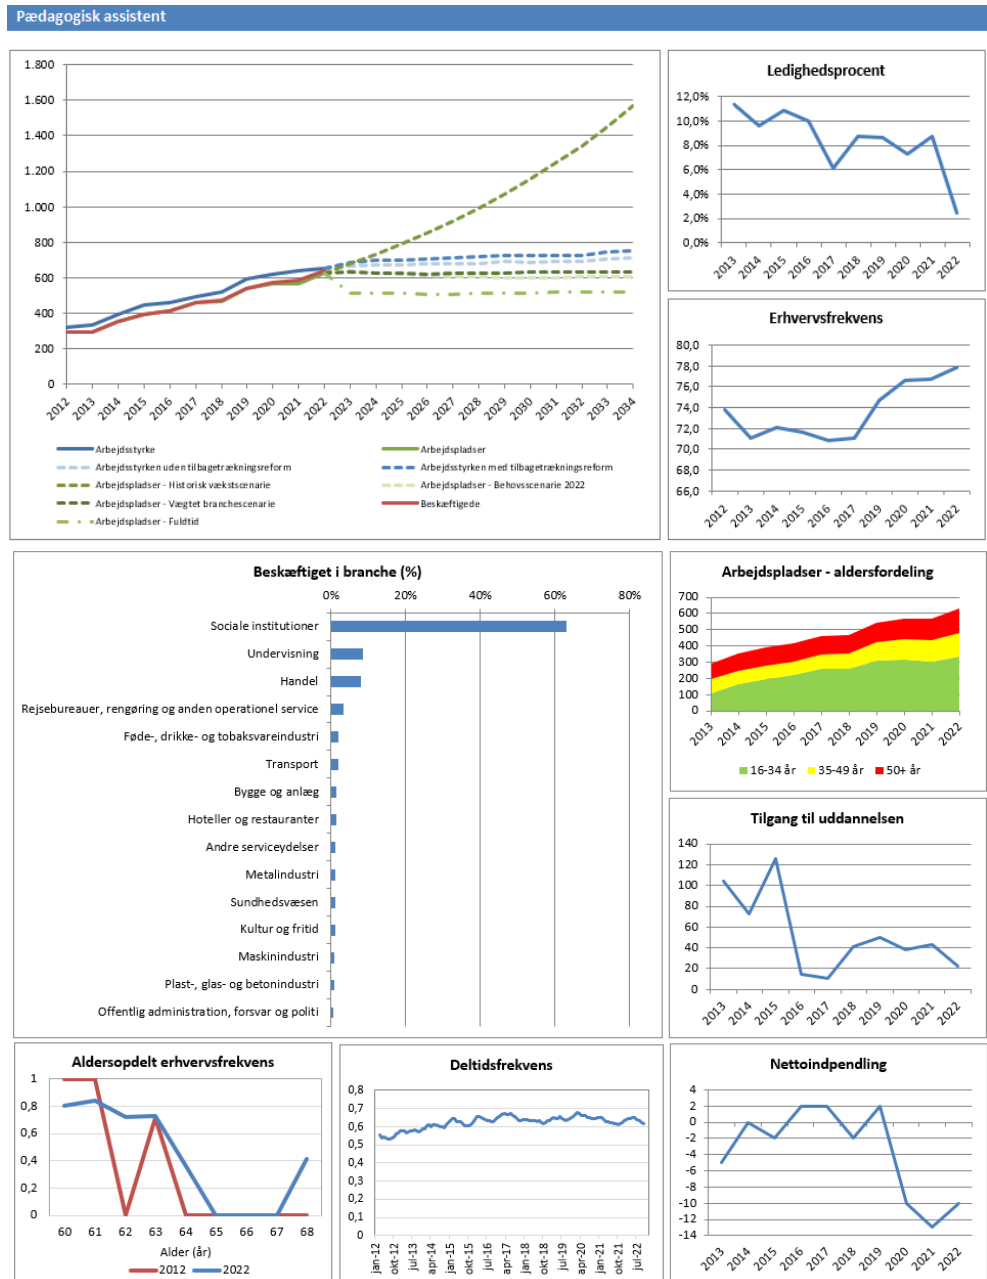 Pædagogisk assistent
1.800
1.600
1.400
1.200
1.000
800
600
400
200
0
2012 2013 2014 2015 2016 2017 2018 2019 2020 2021 2022 2023 2024 2025 2026 2027 2028 2029 2030 2031 2032 2033 2034
Arbejdsstyrke Arbejdspladser
Arbejdsstyrken uden tilbagetrækningsreform Arbejdsstyrken med tilbagetrækningsreform
Arbejdspladser - Historisk vækstscenarie Arbejdspladser - Behovsscenarie 2022
Arbejdspladser - Vægtet branchescenarie Beskæftigede
Arbejdspladser - Fuldtid
Ledighedsprocent
12,0%
10,0%
8,0%
6,0%
4,0%
2,0%
0,0%
2013 2014 2015 2016 2017 2018 2019 2020 2021 2022
Erhvervsfrekvens
80,0
78,0
76,0
74,0
72,0
70,0
68,0
66,0
2012 2013 2014 2015 2016 2017 2018 2019 2020 2021 2022
Beskæftiget i branche (%)
0% 20% 40% 60% 80%
Sociale institutioner
Undervisning
Handel
Rejsebureauer, rengøring og anden operationel service
Føde-, drikke- og tobaksvareindustri
Transport
Bygge og anlæg
Hoteller og restauranter
Andre serviceydelser
Metalindustri
Sundhedsvæsen
Kultur og fritid
Maskinindustri
Plast-, glas- og betonindustri
Offentlig administration, forsvar og politi
Arbejdspladser - aldersfordeling
700
600
500
400
300
200
100
0
2013 2014 2015 2016 2017 2018 2019 2020 2021 2022
16-34 år 35-49 år 50+ år
Tilgang til uddannelsen
140
120
100
80
60
40
20
0
2013 2014 2015 2016 2017 2018 2019 2020 2021 2022
Aldersopdelt erhvervsfrekvens
1
0,8
0,6
0,4
0,2
0
60 61 62 63 64 65 66 67 68
Alder (år)
2012 2022
Deltidsfrekvens
0,8
0,7
0,6
0,5
0,4
0,3
0,2
0,1
0
jan-12 okt-12 jul-13 apr-14 jan-15 okt-15 jul-16 apr-17 jan-18 okt-18 jul-19 apr-20 jan-21 okt-21 jul-22
Nettoindpendling
4
2
0
-2
-4
-6
-8
-10
-12
-14
2013 2014 2015 2016 2017 2018 2019 2020 2021 2022